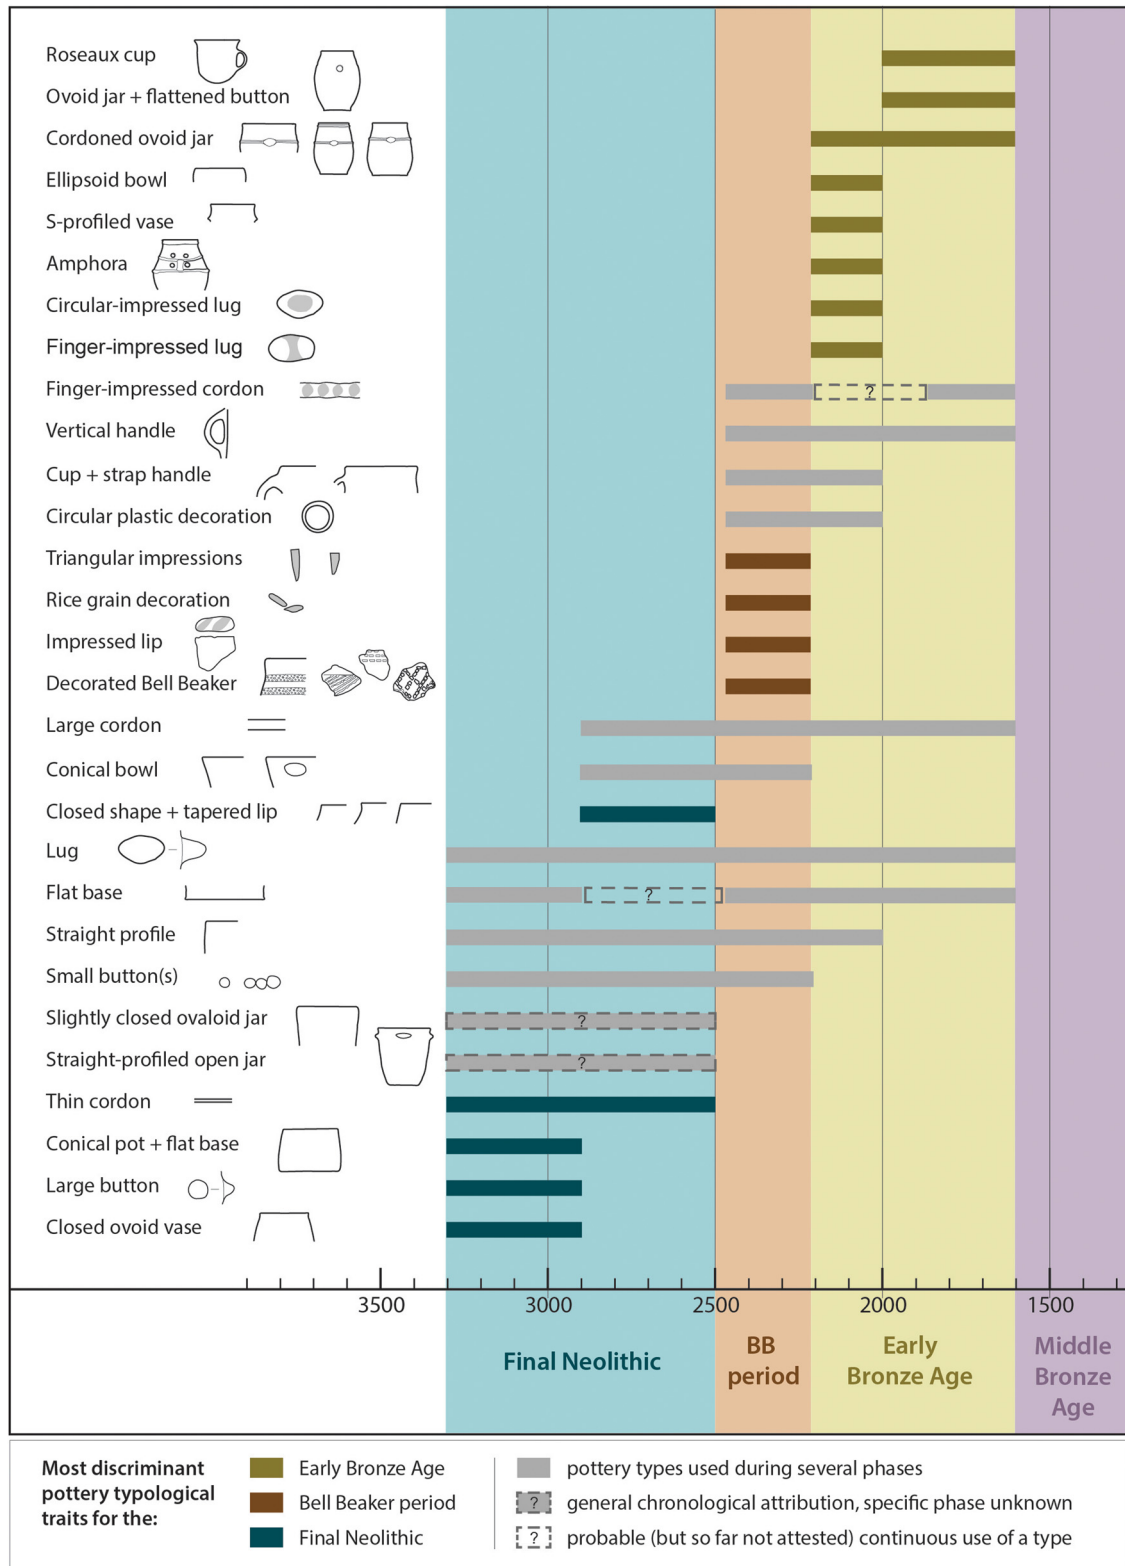 Roseaux cup
Ovoid jar + flattened button
Cordoned ovoid jar
Ellipsoid bowl
S-profiled vase
Amphora
Circular-impressed lug
Finger-impressed lug
Finger-impressed cordon
?
Vertical handle
Cup + strap handle
Circular plastic decoration
Triangular impressions
Rice grain decoration
Impressed lip
Decorated Bell Beaker
Large cordon
Conical bowl
Closed shape + tapered lip
Lug
Flat base
?
Straight profile
Small button(s)
Slightly closed ovaloid jar
?
Straight-profiled open jar
?
Thin cordon
Conical pot + flat base
Large button
Closed ovoid vase
3500 3000 2500 2000 1500
Final Neolithic
BB
period
Early
Bronze Age
Middle
Bronze
Age
Most discriminant
pottery typological
traits for the:
Early Bronze Age
Bell Beaker period
Final Neolithic
pottery types used during several phases
? general chronological attribution, specific phase unknown
? probable (but so far not attested) continuous use of a type